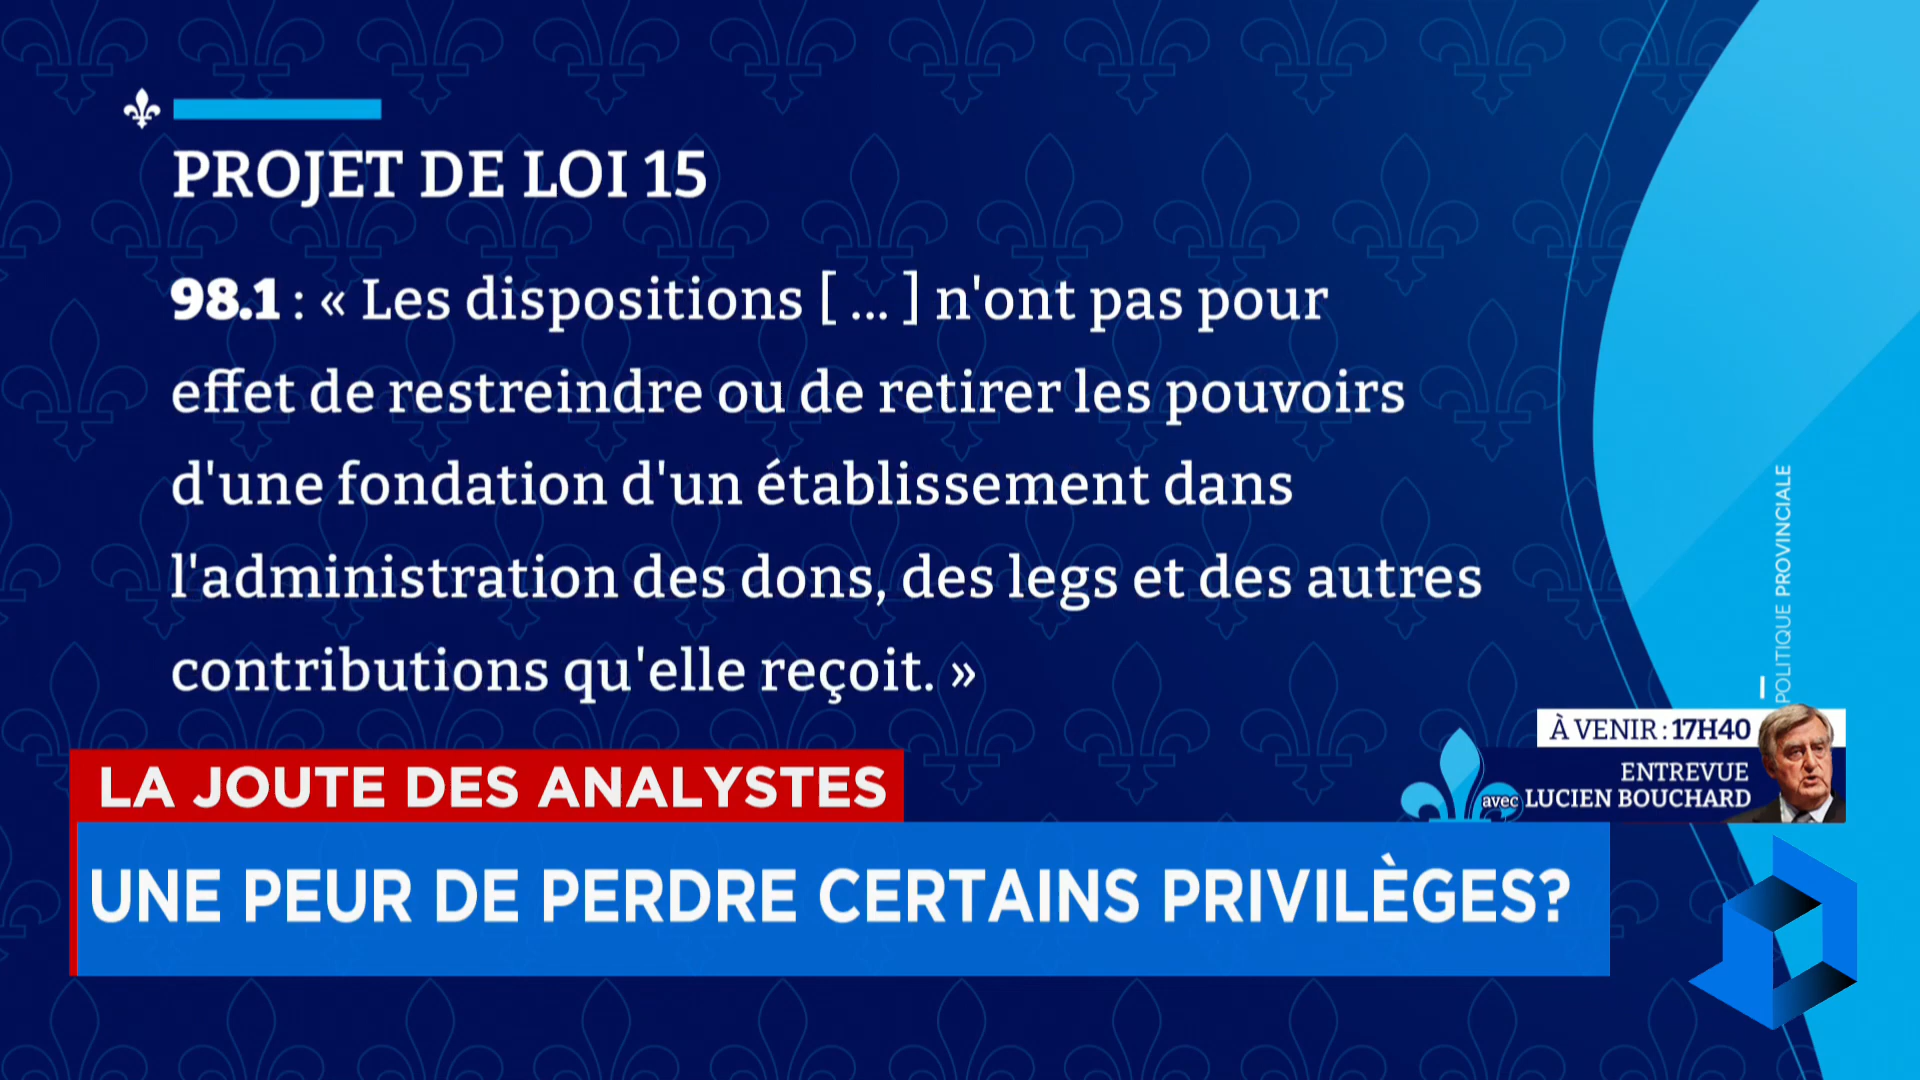 PROJET DE LOI 15
98.1 : « Les dispositions [ ... ] n'ont pas pour
effet de restreindre ou de retirer les pouvoirs
d'une fondation d'un établissement dans
l'administration des dons, des legs et des autres
contributions qu'elle reçoit. »
POLITIQUE PROVINCIALE
À VENIR : 17H40
ENTREVUE
avec LUCIEN BOUCHARD
LA JOUTE DES ANALYSTES
UNE PEUR DE PERDRE CERTAINS PRIVILÈGES?